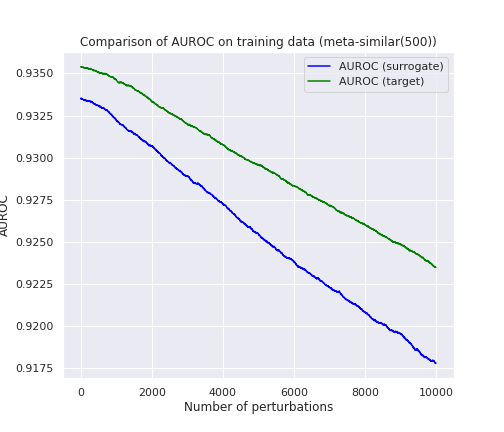 Comparison of AUROC on training data (meta-similar(500))
AUROC (surrogate)
AUROC (target)
0.9350
0.9325
0.9300
0.9275
0.9250
0.9225
0.9200
0.9175
AUROC
0
2000
4000
6000
8000
10000
Number of perturbations